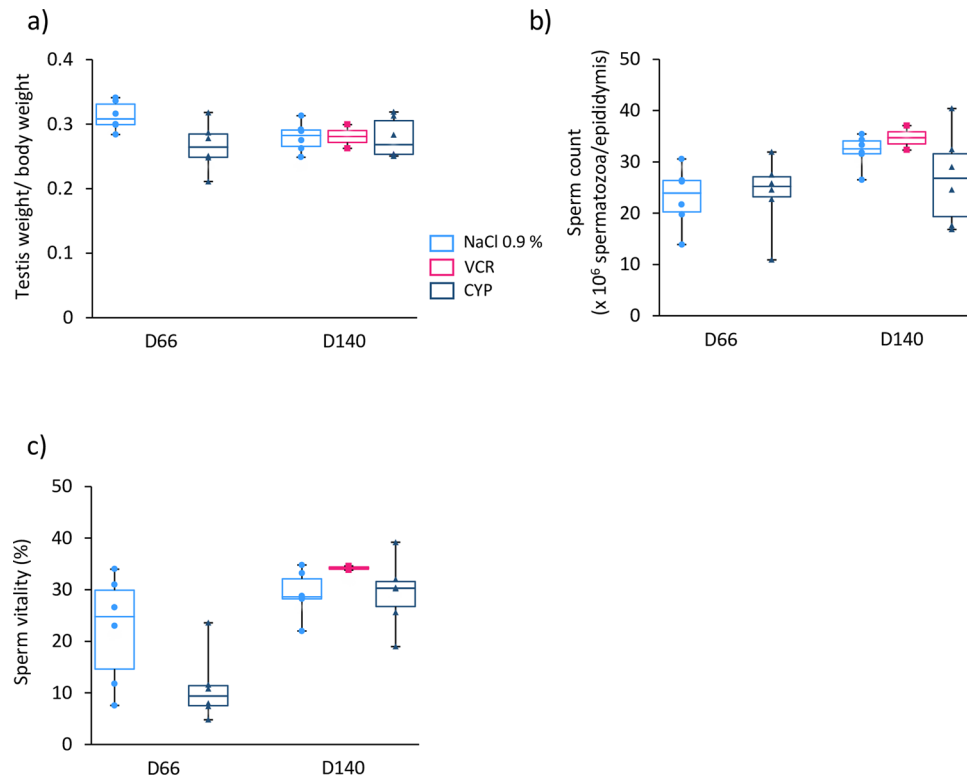 a)
Testis weight/ body weight
0.4
0.3
0.2
0.1
0
D66
D140
NaCl 0.9 %
VCR
CYP
b)
Sperm count
(x 10⁶ spermatozoa/epididymis)
50
40
30
20
10
0
D66
D140
c)
Sperm vitality (%)
50
40
30
20
10
0
D66
D140